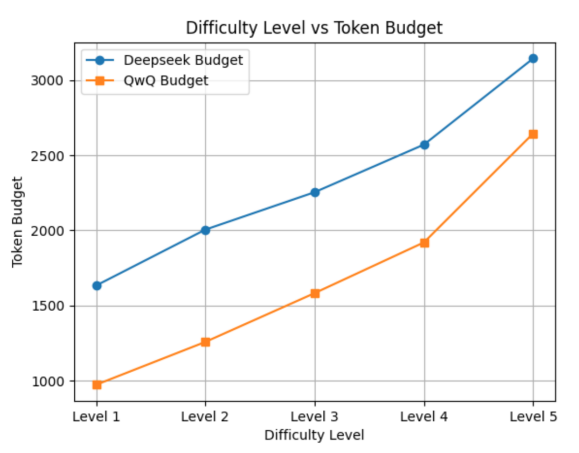 Difficulty Level vs Token Budget
Deepseek Budget
QwQ Budget
Token Budget
3000
2500
2000
1500
1000
Level 1 Level 2 Level 3 Level 4 Level 5
Difficulty Level